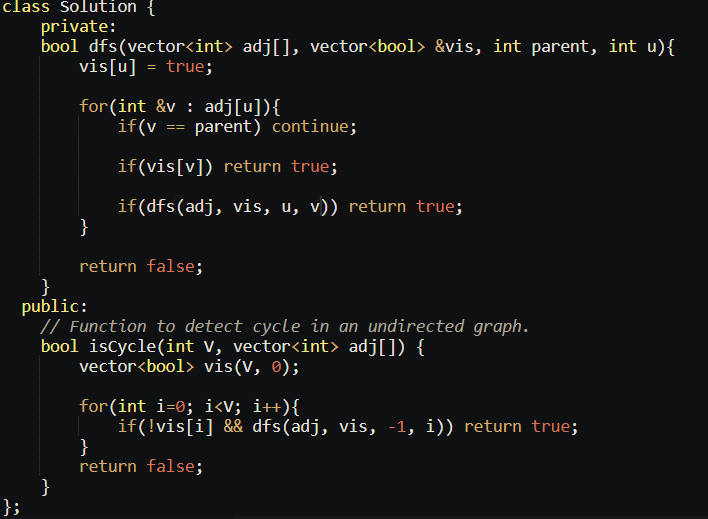 class Solution {
    private:
    bool dfs(vector<int> adj[], vector<bool> &vis, int parent, int u){
        vis[u] = true;

        for(int &v : adj[u]){
            if(v == parent) continue;

            if(vis[v]) return true;

            if(dfs(adj, vis, u, v)) return true;
        }

        return false;
    }
  public:
    // Function to detect cycle in an undirected graph.
    bool isCycle(int V, vector<int> adj[]) {
        vector<bool> vis(V, 0);

        for(int i=0; i<V; i++){
            if(!vis[i] && dfs(adj, vis, -1, i)) return true;
        }
        return false;
    }
};